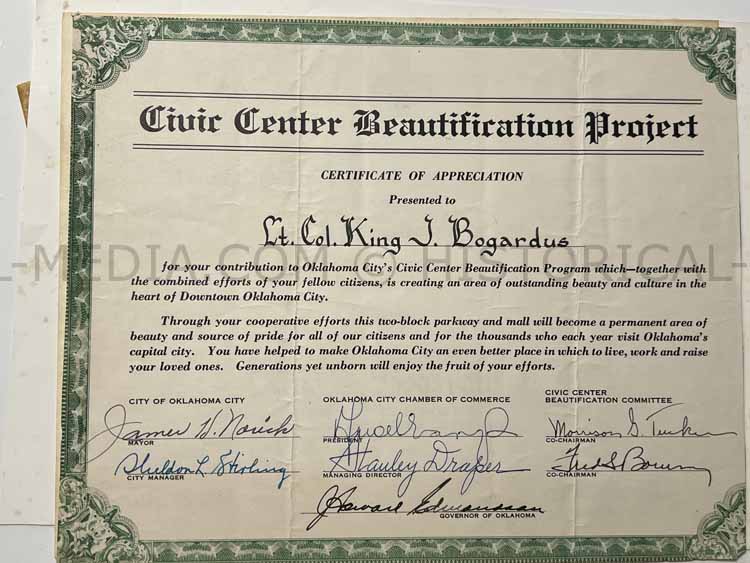 Civic Center Beautification Project
CERTIFICATE OF APPRECIATION
Presented to
Lt. Col. King J. Bogardus
L-MEDIA.COM © HISTORICAL-
for your contribution to Oklahoma City's Civic Center Beautification Program which—together with
the combined efforts of your fellow citizens, is creating an area of outstanding beauty and culture in the
heart of Downtown Oklahoma City.
Through your cooperative efforts this two-block parkway and mall will become a permanent area of
beauty and source of pride for all of our citizens and for the thousands who each year visit Oklahoma's
capital city. You have helped to make Oklahoma City an even better place in which to live, work and raise
your loved ones. Generations yet unborn will enjoy the fruit of your efforts.
CITY OF OKLAHOMA CITY
James H. Norick
MAYOR
Sheldon L Stirling
CITY MANAGER
OKLAHOMA CITY CHAMBER OF COMMERCE
PRESIDENT
Stanley Draper
MANAGING DIRECTOR
CIVIC CENTER
BEAUTIFICATION COMMITTEE
Morrison G. Tucker
CO-CHAIRMAN
CO-CHAIRMAN
J Howard Edmondson
GOVERNOR OF OKLAHOMA